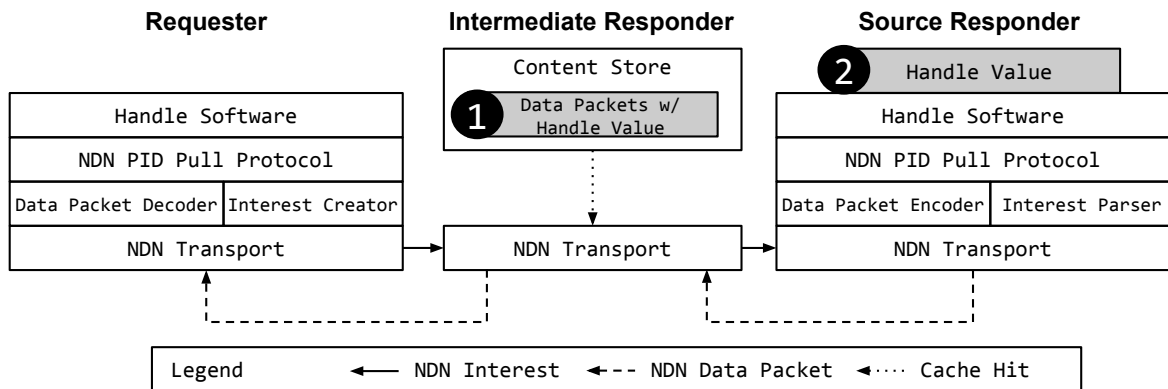 Requester
Intermediate Responder
Source Responder
Content Store
1
Data Packets w/
Handle Value
2
Handle Value
Handle Software
Handle Software
NDN PID Pull Protocol
NDN PID Pull Protocol
Data Packet Decoder
Interest Creator
Data Packet Encoder
Interest Parser
NDN Transport
NDN Transport
NDN Transport
Legend
NDN Interest
NDN Data Packet
Cache Hit